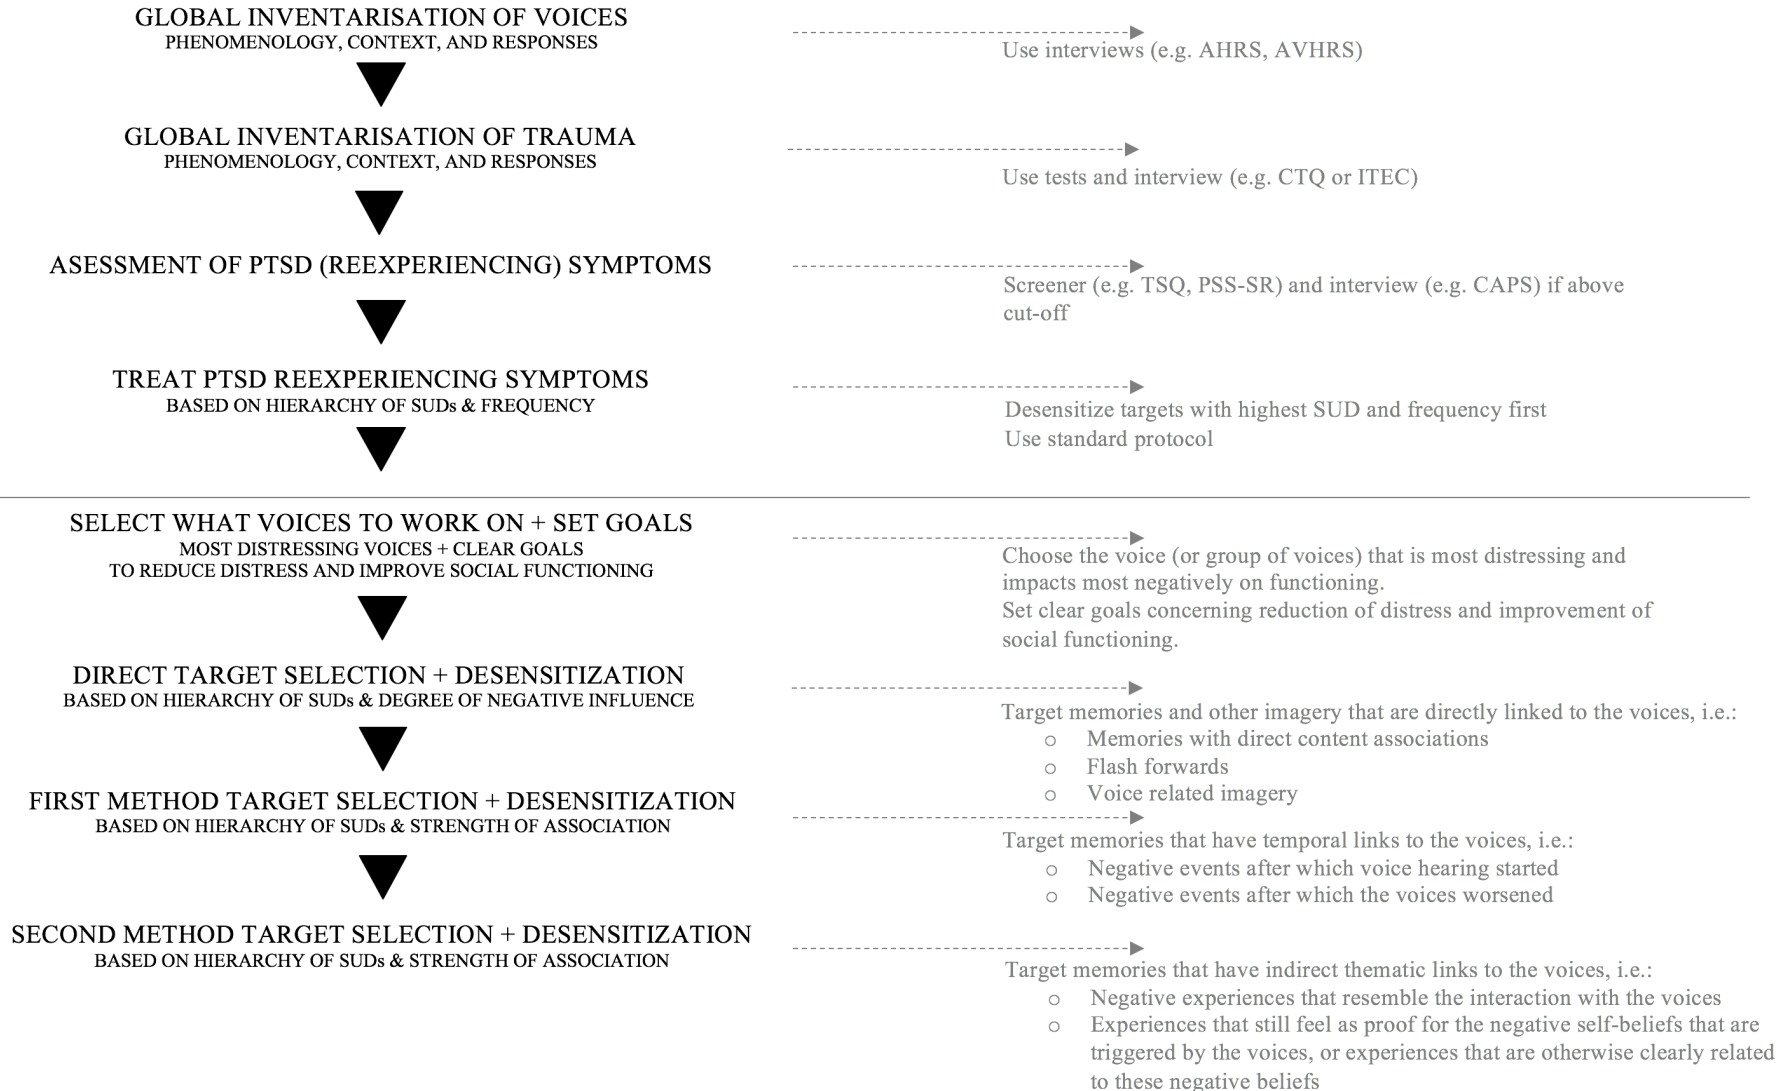 GLOBAL INVENTARISATION OF VOICES
PHENOMENOLOGY, CONTEXT, AND RESPONSES
Use interviews (e.g. AHRS, AVHRS)
GLOBAL INVENTARISATION OF TRAUMA
PHENOMENOLOGY, CONTEXT, AND RESPONSES
Use tests and interview (e.g. CTQ or ITEC)
ASESSMENT OF PTSD (REEXPERIENCING) SYMPTOMS
Screener (e.g. TSQ, PSS-SR) and interview (e.g. CAPS) if above
cut-off
TREAT PTSD REEXPERIENCING SYMPTOMS
BASED ON HIERARCHY OF SUDs & FREQUENCY
Desensitize targets with highest SUD and frequency first
Use standard protocol
SELECT WHAT VOICES TO WORK ON + SET GOALS
MOST DISTRESSING VOICES + CLEAR GOALS
TO REDUCE DISTRESS AND IMPROVE SOCIAL FUNCTIONING
Choose the voice (or group of voices) that is most distressing and
impacts most negatively on functioning.
Set clear goals concerning reduction of distress and improvement of
social functioning.
DIRECT TARGET SELECTION + DESENSITIZATION
BASED ON HIERARCHY OF SUDs & DEGREE OF NEGATIVE INFLUENCE
Target memories and other imagery that are directly linked to the voices, i.e.:
o Memories with direct content associations
o Flash forwards
o Voice related imagery
FIRST METHOD TARGET SELECTION + DESENSITIZATION
BASED ON HIERARCHY OF SUDs & STRENGTH OF ASSOCIATION
Target memories that have temporal links to the voices, i.e.:
o Negative events after which voice hearing started
o Negative events after which the voices worsened
SECOND METHOD TARGET SELECTION + DESENSITIZATION
BASED ON HIERARCHY OF SUDs & STRENGTH OF ASSOCIATION
Target memories that have indirect thematic links to the voices, i.e.:
o Negative experiences that resemble the interaction with the voices
o Experiences that still feel as proof for the negative self-beliefs that are
triggered by the voices, or experiences that are otherwise clearly related
to these negative beliefs